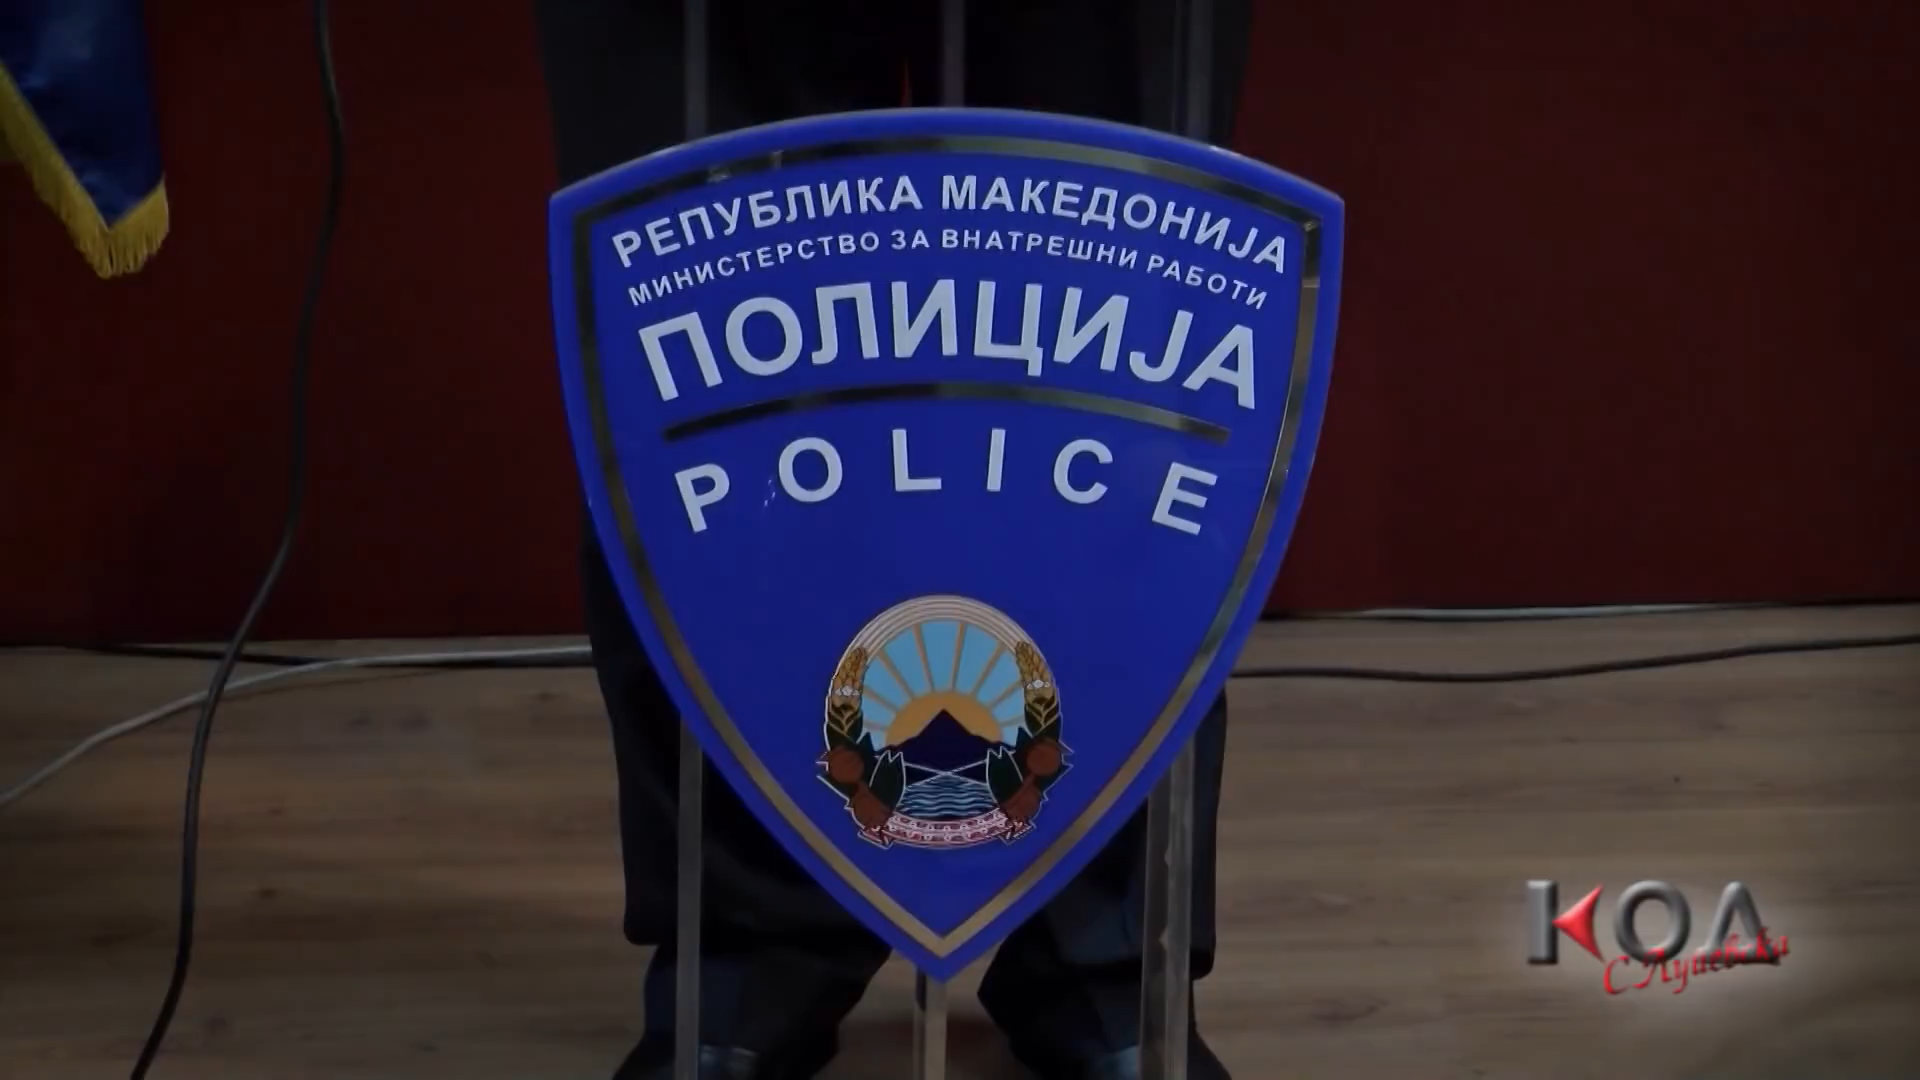 РЕПУБЛИКА МАКЕДОНИЈА
МИНИСТЕРСТВО ЗА ВНАТРЕШНИ РАБОТИ
ПОЛИЦИЈА
POLICE
КОД